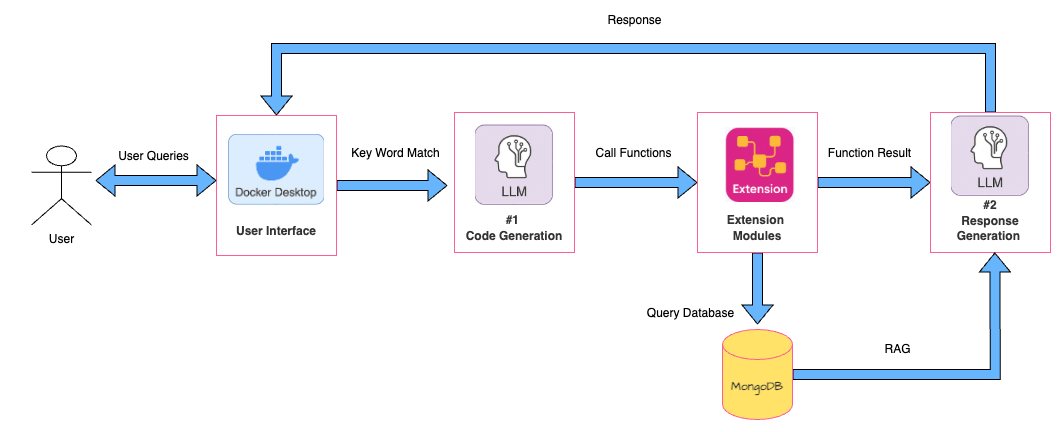 Response
User Queries
Key Word Match
Call Functions
Function Result
Docker Desktop
LLM
Extension
LLM
User
User Interface
#1
Code Generation
Extension
Modules
#2
Response
Generation
Query Database
RAG
MongoDB